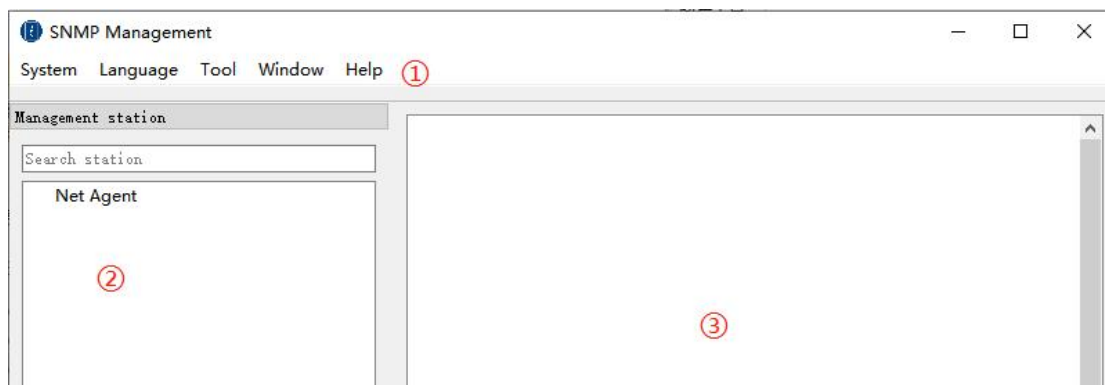 SNMP Management
System Language Tool Window Help ①
Management station
Search station
Net Agent
②
③